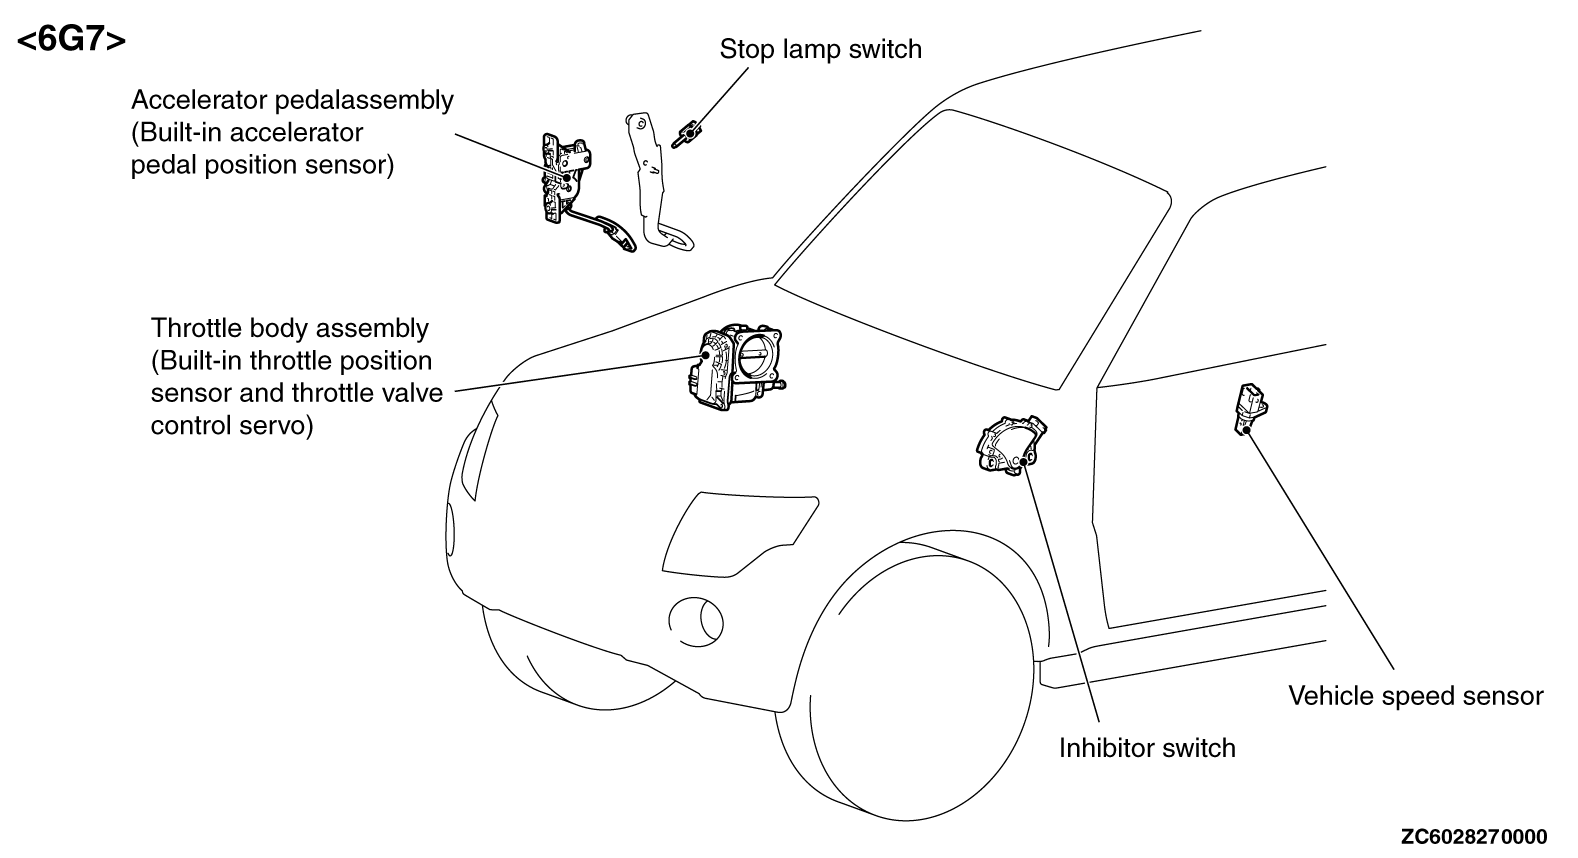 <6G7>
Stop lamp switch
Accelerator pedalassembly
(Built-in accelerator
pedal position sensor)
Throttle body assembly
(Built-in throttle position
sensor and throttle valve
control servo)
Vehicle speed sensor
Inhibitor switch
ZC6028270000